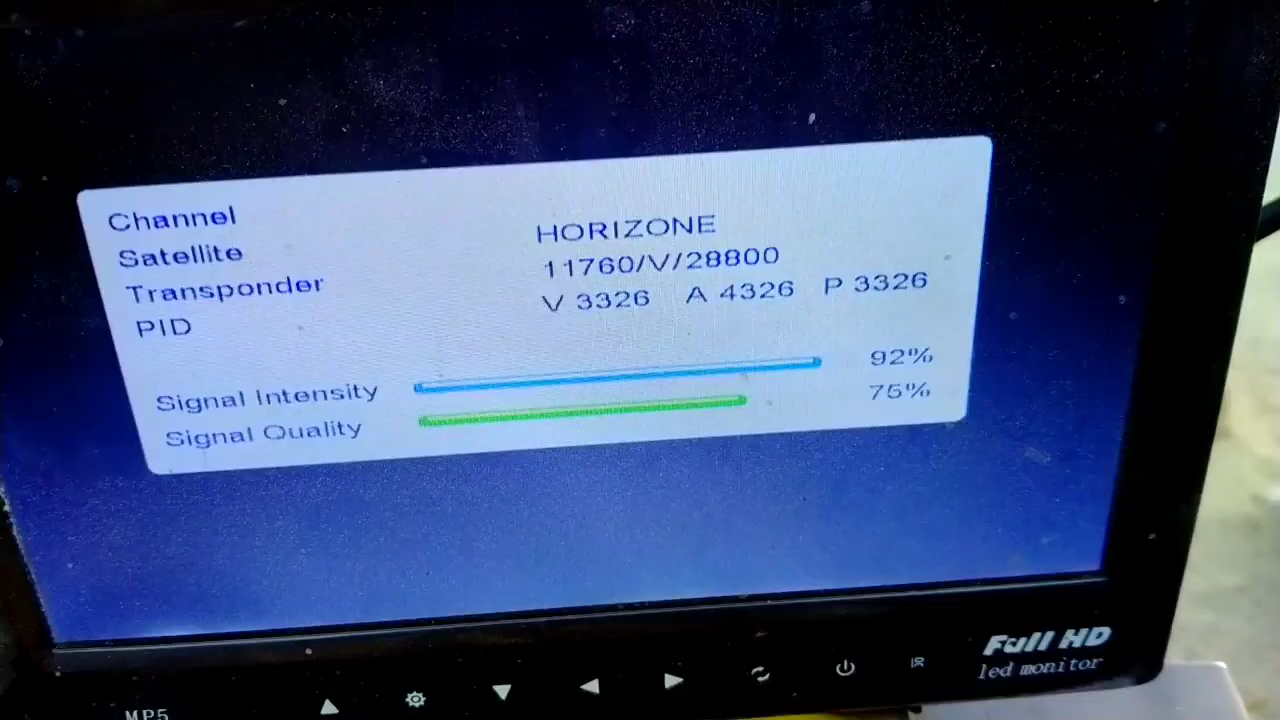 Channel
Satellite HORIZONE
Transponder 11760/V/28800
PID V 3326 A 4326 P 3326
Signal Intensity 92%
Signal Quality 75%
Full HD
led monitor
MP5
IR